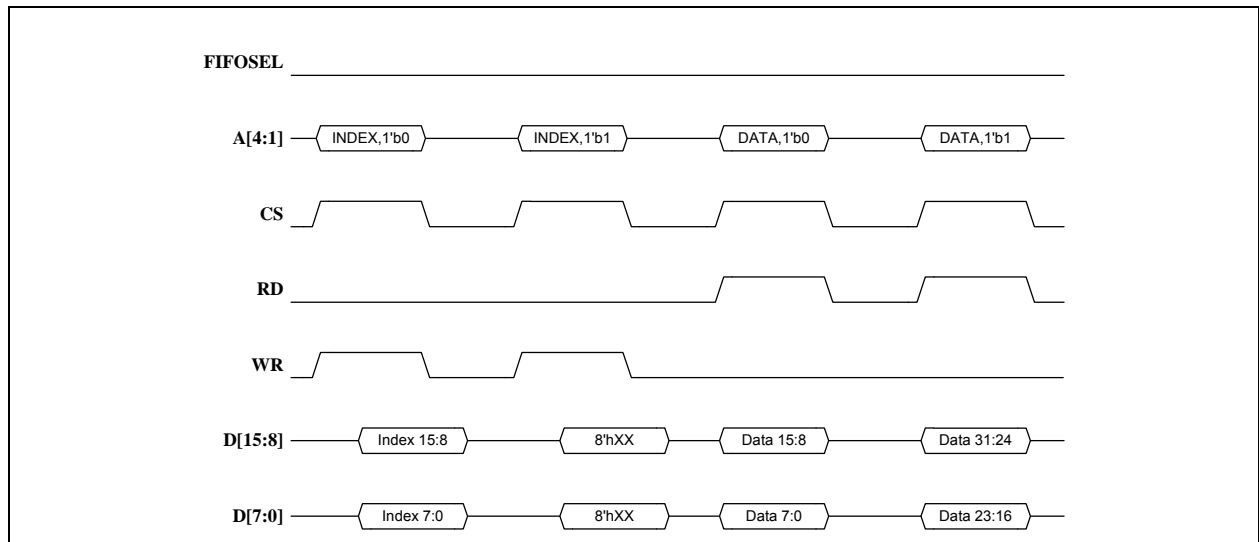 FIFOSEL
A[4:1] INDEX,1'b0 INDEX,1'b1 DATA,1'b0 DATA,1'b1
CS
RD
WR
D[15:8] Index 15:8 8'hXX Data 15:8 Data 31:24
D[7:0] Index 7:0 8'hXX Data 7:0 Data 23:16